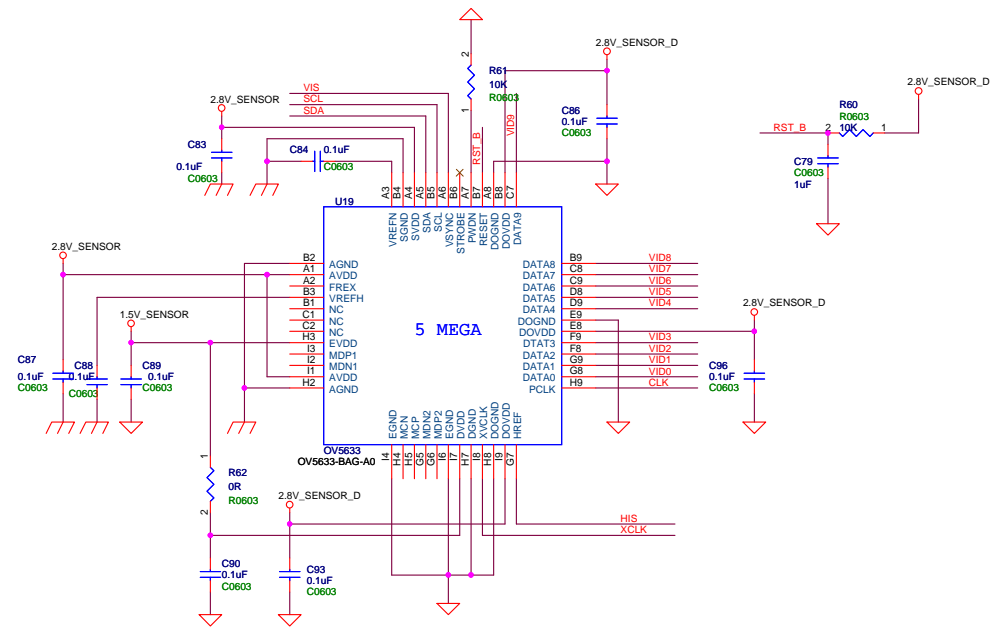 2.8V_SENSOR_D
2.8V_SENSOR_D
2
R61
10K
R0603
1
VIS
SCL
SDA
2.8V_SENSOR
C86
0.1uF
C0603
R60
R0603
10K
2
1
RST_B
C79
C0603
1uF
C83
0.1uF
C0603
C84
0.1uF
C0603
RST_B
VID9
A3
B4
A4
A5
B5
A6
B6
A7
B7
A8
B8
C7
U19
VREFN
SGND
SVDD
SDA
SCL
VSYNC
STROBE
PWDN
RESET
DOGND
DOVDD
DATA9
2.8V_SENSOR
B2 AGND
A1 AVDD
A2 FREX
B3 VREFH
B1 NC
C1 NC
C2 NC
H3 EVDD
I3 MDP1
I2 MDN1
I1 AVDD
H2 AGND
5 MEGA
DATA8 B9 VID8
DATA7 C8 VID7
DATA6 C9 VID6
DATA5 D8 VID5
DATA4 D9 VID4
DOGND E9
DOVDD E8
DTAT3 F9 VID3
DATA2 F8 VID2
DATA1 G9 VID1
DATA0 G8 VID0
PCLK H9 CLK
2.8V_SENSOR_D
C96
0.1uF
C0603
1.5V_SENSOR
C87
0.1uF
C0603
C88
0.1uF
C0603
C89
0.1uF
C0603
EGND
MCN
MCP
MDN2
MDP2
EGND
DVDD
DGND
XVCLK
DOGND
DOVDD
HREF
OV5633
OV5633-BAG-A0
I4
H4
H5
G5
G6
I6
I7
H7
I8
H8
I9
G7
1
R62
0R
R0603
2
2.8V_SENSOR_D
HIS
XCLK
C90
0.1uF
C0603
C93
0.1uF
C0603